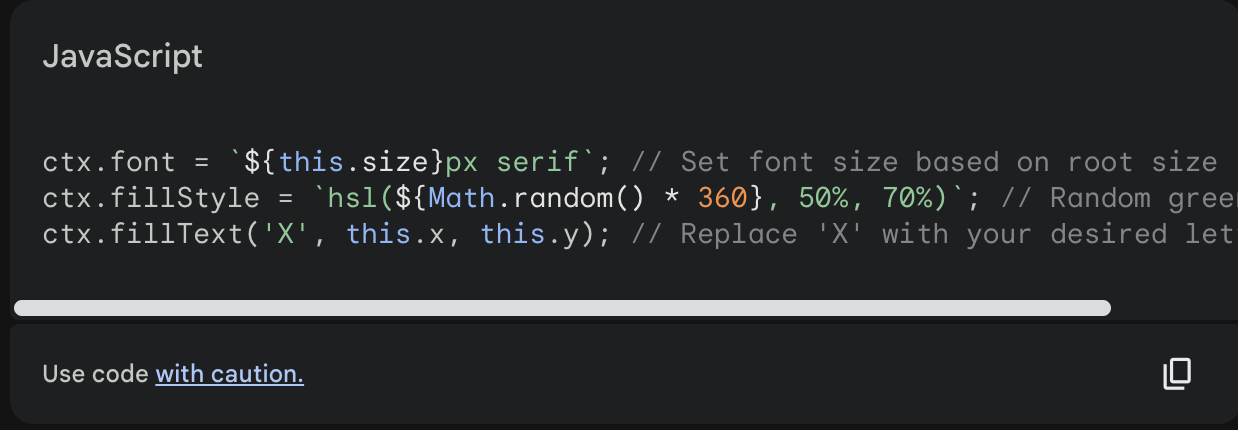 JavaScript
ctx.font = `${this.size}px serif`; // Set font size based on root size
ctx.fillStyle = `hsl(${Math.random() * 360}, 50%, 70%)`; // Random gree
ctx.fillText('X', this.x, this.y); // Replace 'X' with your desired let
Use code with caution.